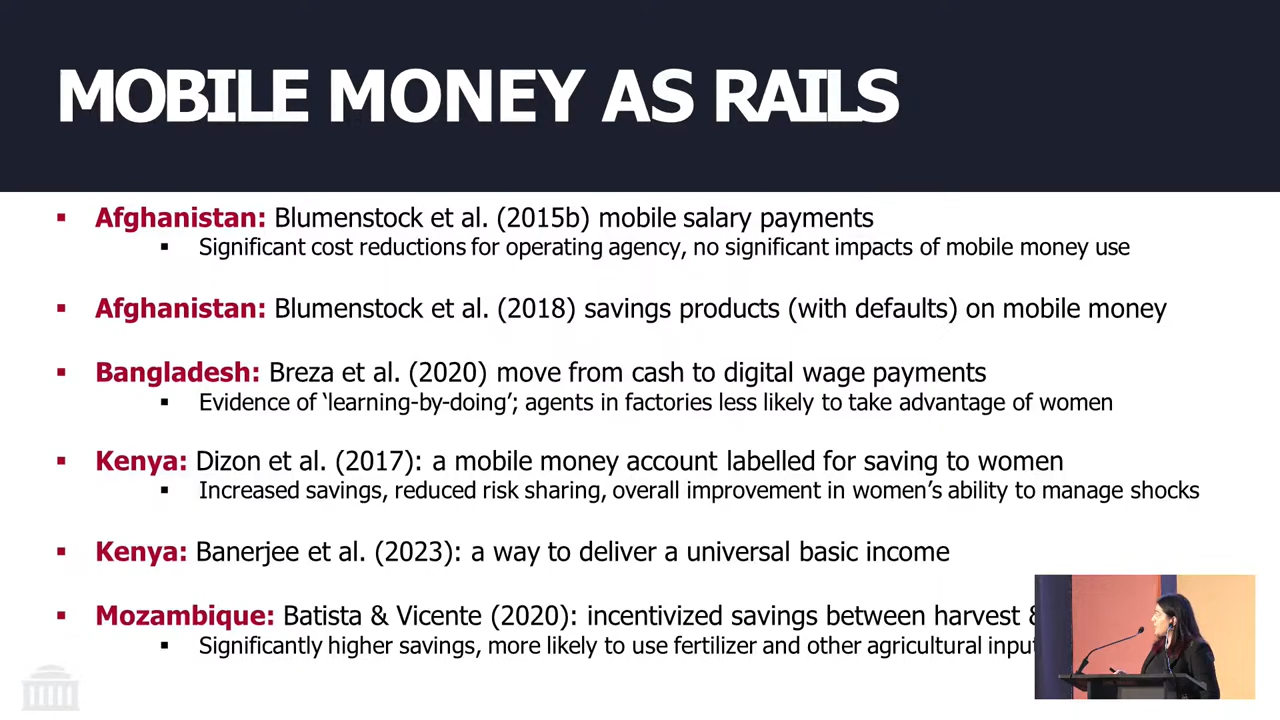 MOBILE MONEY AS RAILS
▪ Afghanistan: Blumenstock et al. (2015b) mobile salary payments
▪ Significant cost reductions for operating agency, no significant impacts of mobile money use
▪ Afghanistan: Blumenstock et al. (2018) savings products (with defaults) on mobile money
▪ Bangladesh: Breza et al. (2020) move from cash to digital wage payments
▪ Evidence of ‘learning-by-doing’; agents in factories less likely to take advantage of women
▪ Kenya: Dizon et al. (2017): a mobile money account labelled for saving to women
▪ Increased savings, reduced risk sharing, overall improvement in women’s ability to manage shocks
▪ Kenya: Banerjee et al. (2023): a way to deliver a universal basic income
▪ Mozambique: Batista & Vicente (2020): incentivized savings between harvest &
▪ Significantly higher savings, more likely to use fertilizer and other agricultural